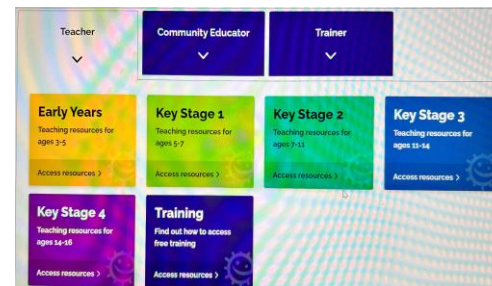 Teacher
Community Educator
Trainer
Early Years
Teaching resources for
ages 3-5
Access resources >
Key Stage 1
Teaching resources for
ages 5-7
Access resources >
Key Stage 2
Teaching resources for
ages 7-11
Access resources >
Key Stage 3
Teaching resources for
ages 11-14
Access resources >
Key Stage 4
Teaching resources for
ages 14-16
Access resources >
Training
Find out how to access
free training
Access resources >